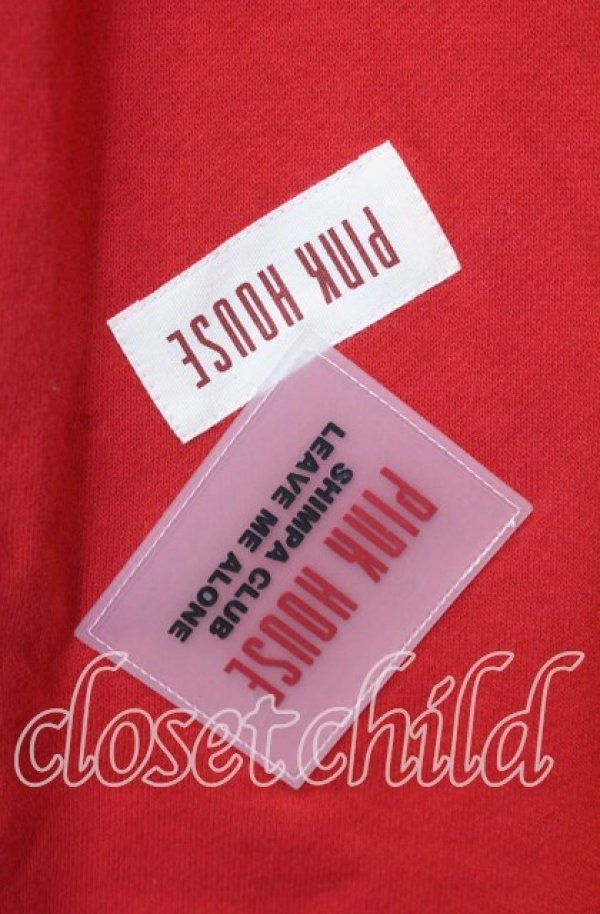 PINK HOUSE
PINK HOUSE
SHIMPA CLUB
LEAVE ME ALONE
closetchild